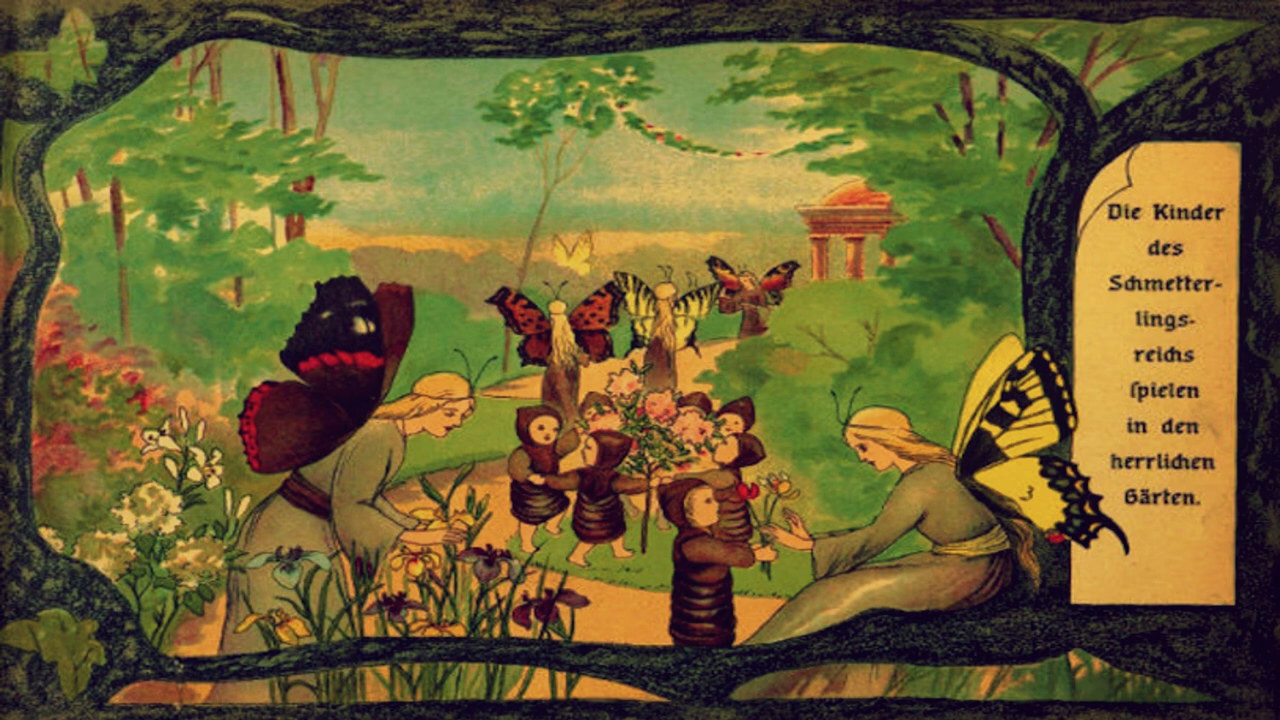 Die Kinder
des
Schmetter-
lings-
reichs
ſpielen
in den
herrlichen
Gärten.